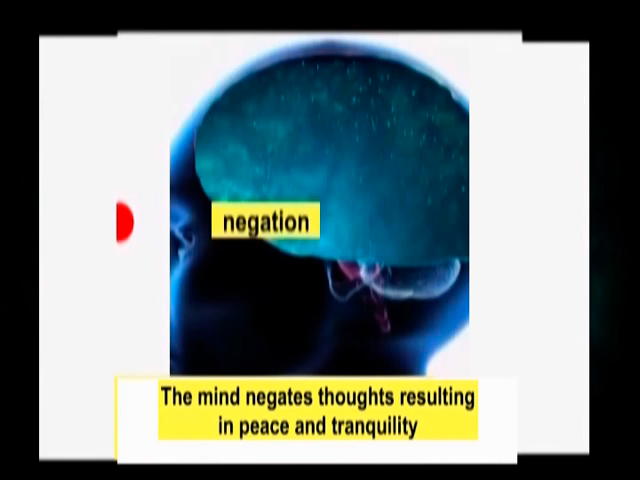 negation
The mind negates thoughts resulting
in peace and tranquility